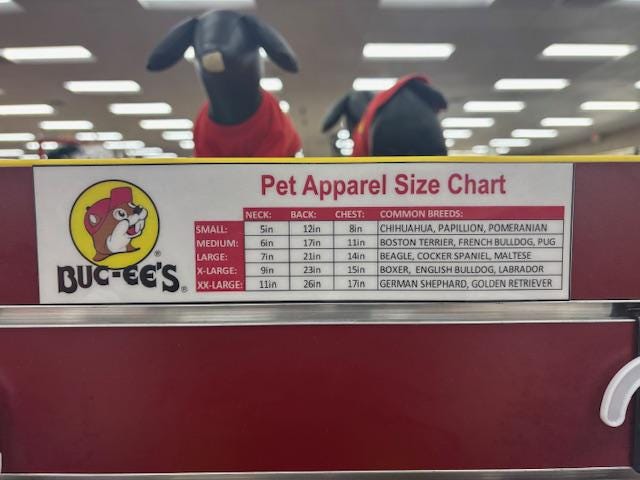 Pet Apparel Size Chart
NECK: BACK: CHEST: COMMON BREEDS:
SMALL: 5in 12in 8in CHIHUAHUA, PAPILLION, POMERANIAN
MEDIUM: 6in 17in 11in BOSTON TERRIER, FRENCH BULLDOG, PUG
LARGE: 7in 21in 14in BEAGLE, COCKER SPANIEL, MALTESE
X-LARGE: 9in 23in 15in BOXER, ENGLISH BULLDOG, LABRADOR
XX-LARGE: 11in 26in 17in GERMAN SHEPHARD, GOLDEN RETRIEVER
BUC-EE'S®